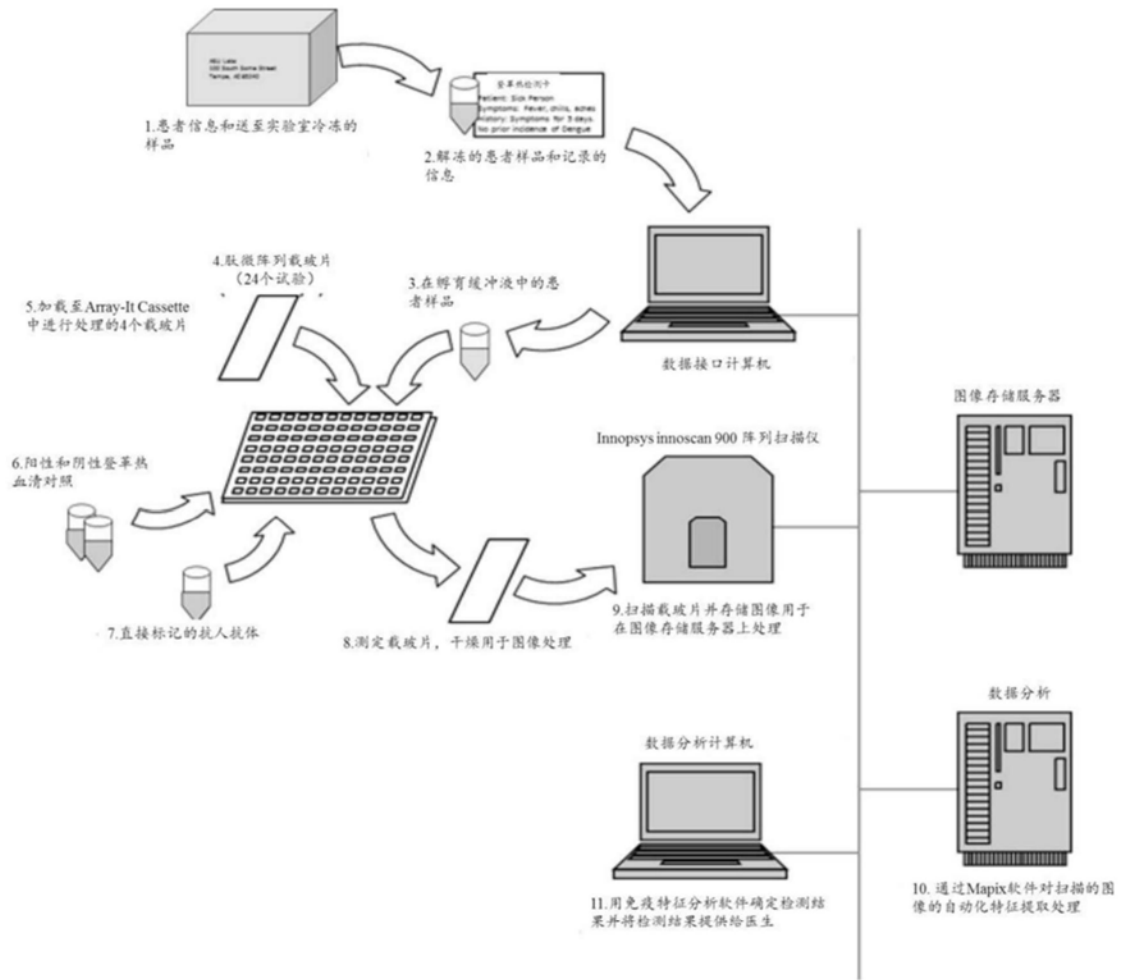 ASU Labs
Tempe, AZ 85240
1.患者信息和送至实验室冷冻的
样品
登革热检测卡
Patient: Sick Person
Symptoms: Fever, chills, aches
History: Symptoms for 3 days.
No prior incidence of Dengue
2.解冻的患者样品和记录的
信息
4.肽微阵列载玻片
（24个试验）
5.加载至Array-It Cassette
中进行处理的4个载玻片
3.在孵育缓冲液中的患
者样品
数据接口计算机
图像存储服务器
Innopsys innoscan 900 阵列扫描仪
6.阳性和阴性登革热
血清对照
7.直接标记的抗人抗体
8.测定载玻片，干燥用于图像处理
9.扫描载玻片并存储图像用于
在图像存储服务器上处理
数据分析
数据分析计算机
10. 通过Mapix软件对扫描的图
像的自动化特征提取处理
11.用免疫特征分析软件确定检测结
果并将检测结果提供给医生